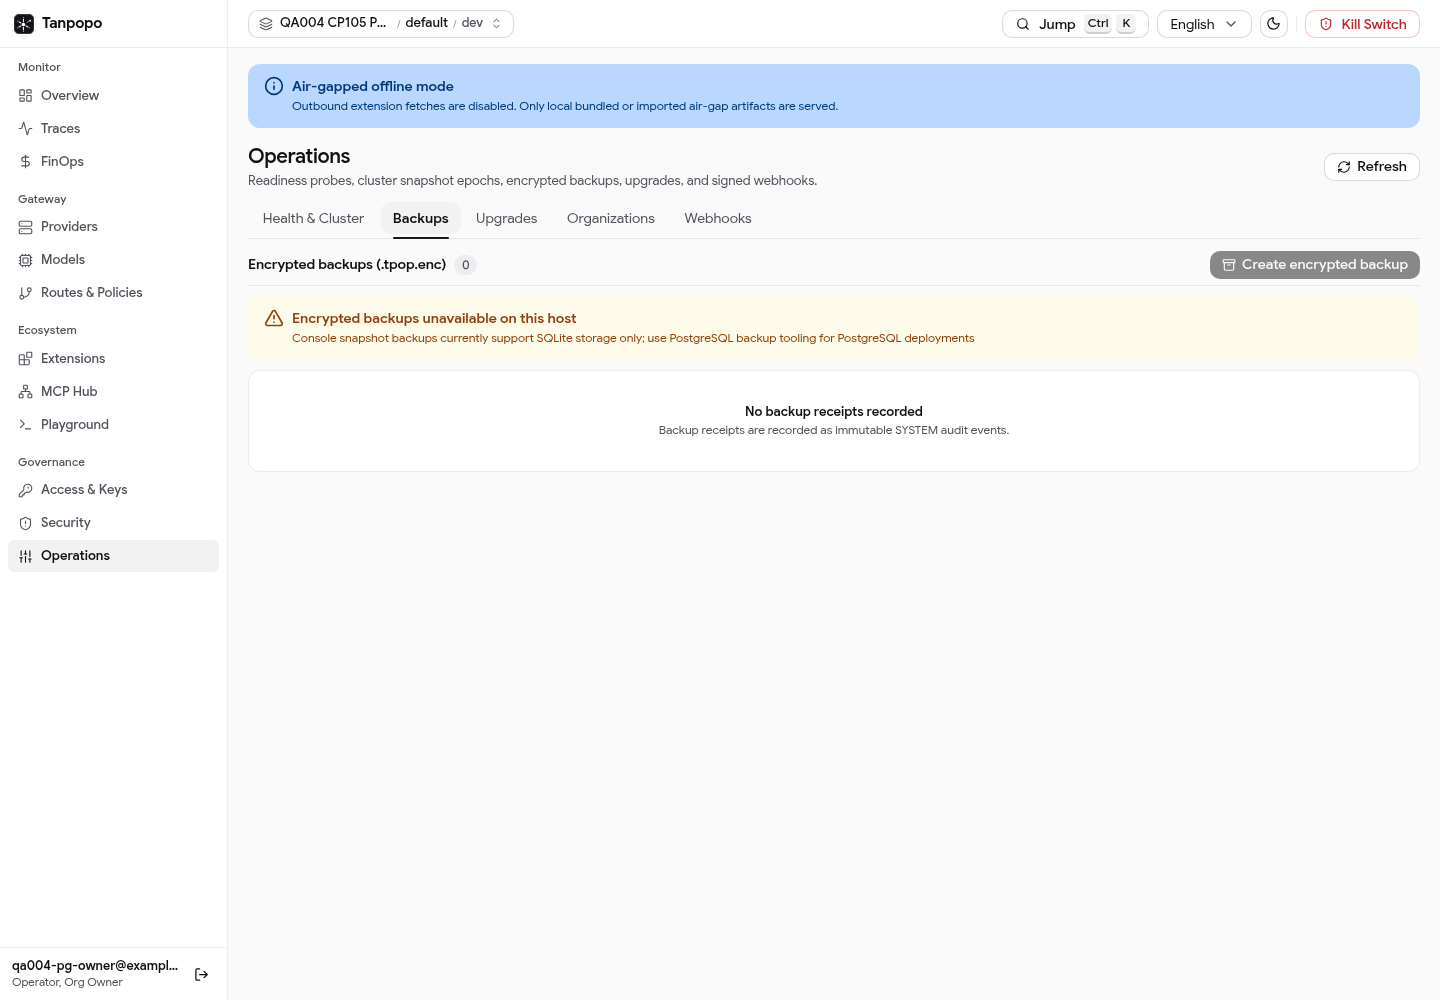 Tanpopo
QA004 CP105 P... / default / dev
Jump Ctrl K
English
Kill Switch
Monitor
Overview
Traces
FinOps
Gateway
Providers
Models
Routes & Policies
Ecosystem
Extensions
MCP Hub
Playground
Governance
Access & Keys
Security
Operations
qa004-pg-owner@exampl...
Operator, Org Owner
Air-gapped offline mode
Outbound extension fetches are disabled. Only local bundled or imported air-gap artifacts are served.
Operations
Readiness probes, cluster snapshot epochs, encrypted backups, upgrades, and signed webhooks.
Refresh
Health & Cluster Backups Upgrades Organizations Webhooks
Encrypted backups (.tpop.enc) 0
Create encrypted backup
Encrypted backups unavailable on this host
Console snapshot backups currently support SQLite storage only; use PostgreSQL backup tooling for PostgreSQL deployments
No backup receipts recorded
Backup receipts are recorded as immutable SYSTEM audit events.